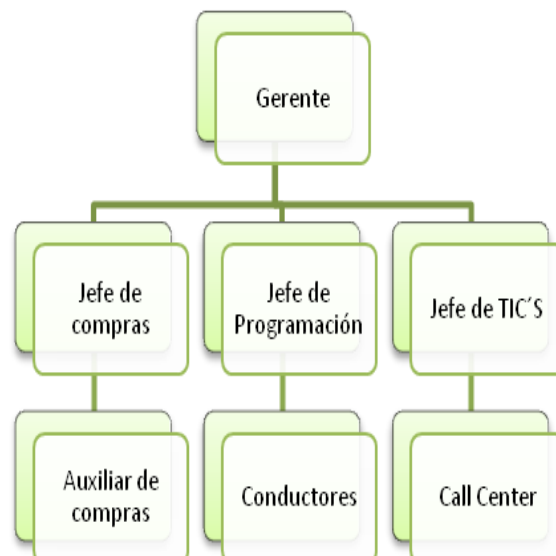 Gerente
Jefe de
compras
Jefe de
Programación
Jefe de TIC´S
Auxiliar de
compras
Conductores
Call Center